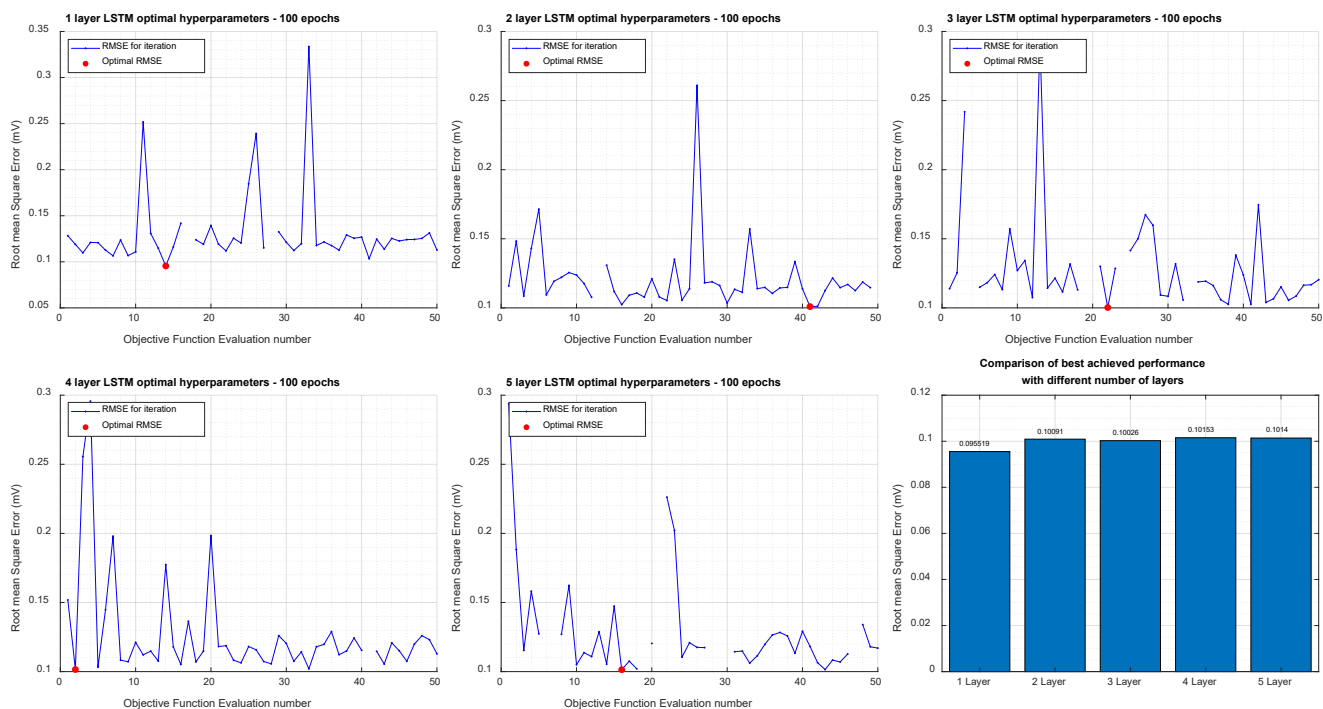 1 layer LSTM optimal hyperparameters - 100 epochs
RMSE for iteration
Optimal RMSE
Root mean Square Error (mV)
0.35
0.3
0.25
0.2
0.15
0.1
0.05
0 10 20 30 40 50
Objective Function Evaluation number
2 layer LSTM optimal hyperparameters - 100 epochs
RMSE for iteration
Optimal RMSE
Root mean Square Error (mV)
0.3
0.25
0.2
0.15
0.1
0 10 20 30 40 50
Objective Function Evaluation number
3 layer LSTM optimal hyperparameters - 100 epochs
RMSE for iteration
Optimal RMSE
Root mean Square Error (mV)
0.3
0.25
0.2
0.15
0.1
0 10 20 30 40 50
Objective Function Evaluation number
4 layer LSTM optimal hyperparameters - 100 epochs
RMSE for iteration
Optimal RMSE
Root mean Square Error (mV)
0.3
0.25
0.2
0.15
0.1
0 10 20 30 40 50
Objective Function Evaluation number
5 layer LSTM optimal hyperparameters - 100 epochs
RMSE for iteration
Optimal RMSE
Root mean Square Error (mV)
0.3
0.25
0.2
0.15
0.1
0 10 20 30 40 50
Objective Function Evaluation number
Comparison of best achieved performance
with different number of layers
Root mean Square Error (mV)
0.12
0.1
0.08
0.06
0.04
0.02
0
0.095519 0.10091 0.10026 0.10153 0.1014
1 Layer 2 Layer 3 Layer 4 Layer 5 Layer